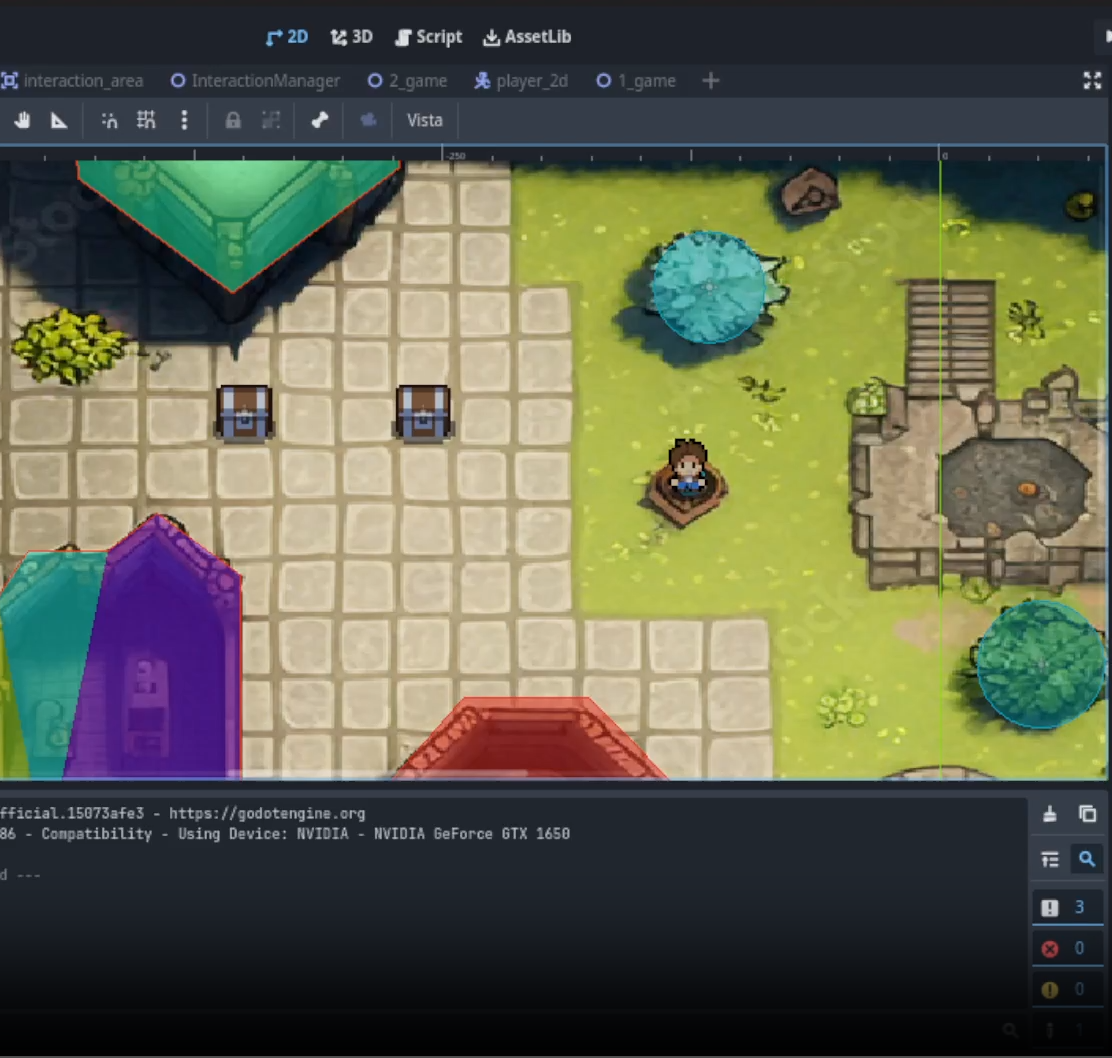 2D 3D Script AssetLib
interaction_area InteractionManager 2_game player_2d 1_game
Vista
-250 0
fficial.15073afe3 - https://godotengine.org
86 - Compatibility - Using Device: NVIDIA - NVIDIA GeForce GTX 1650
d ---
3
0
0
1